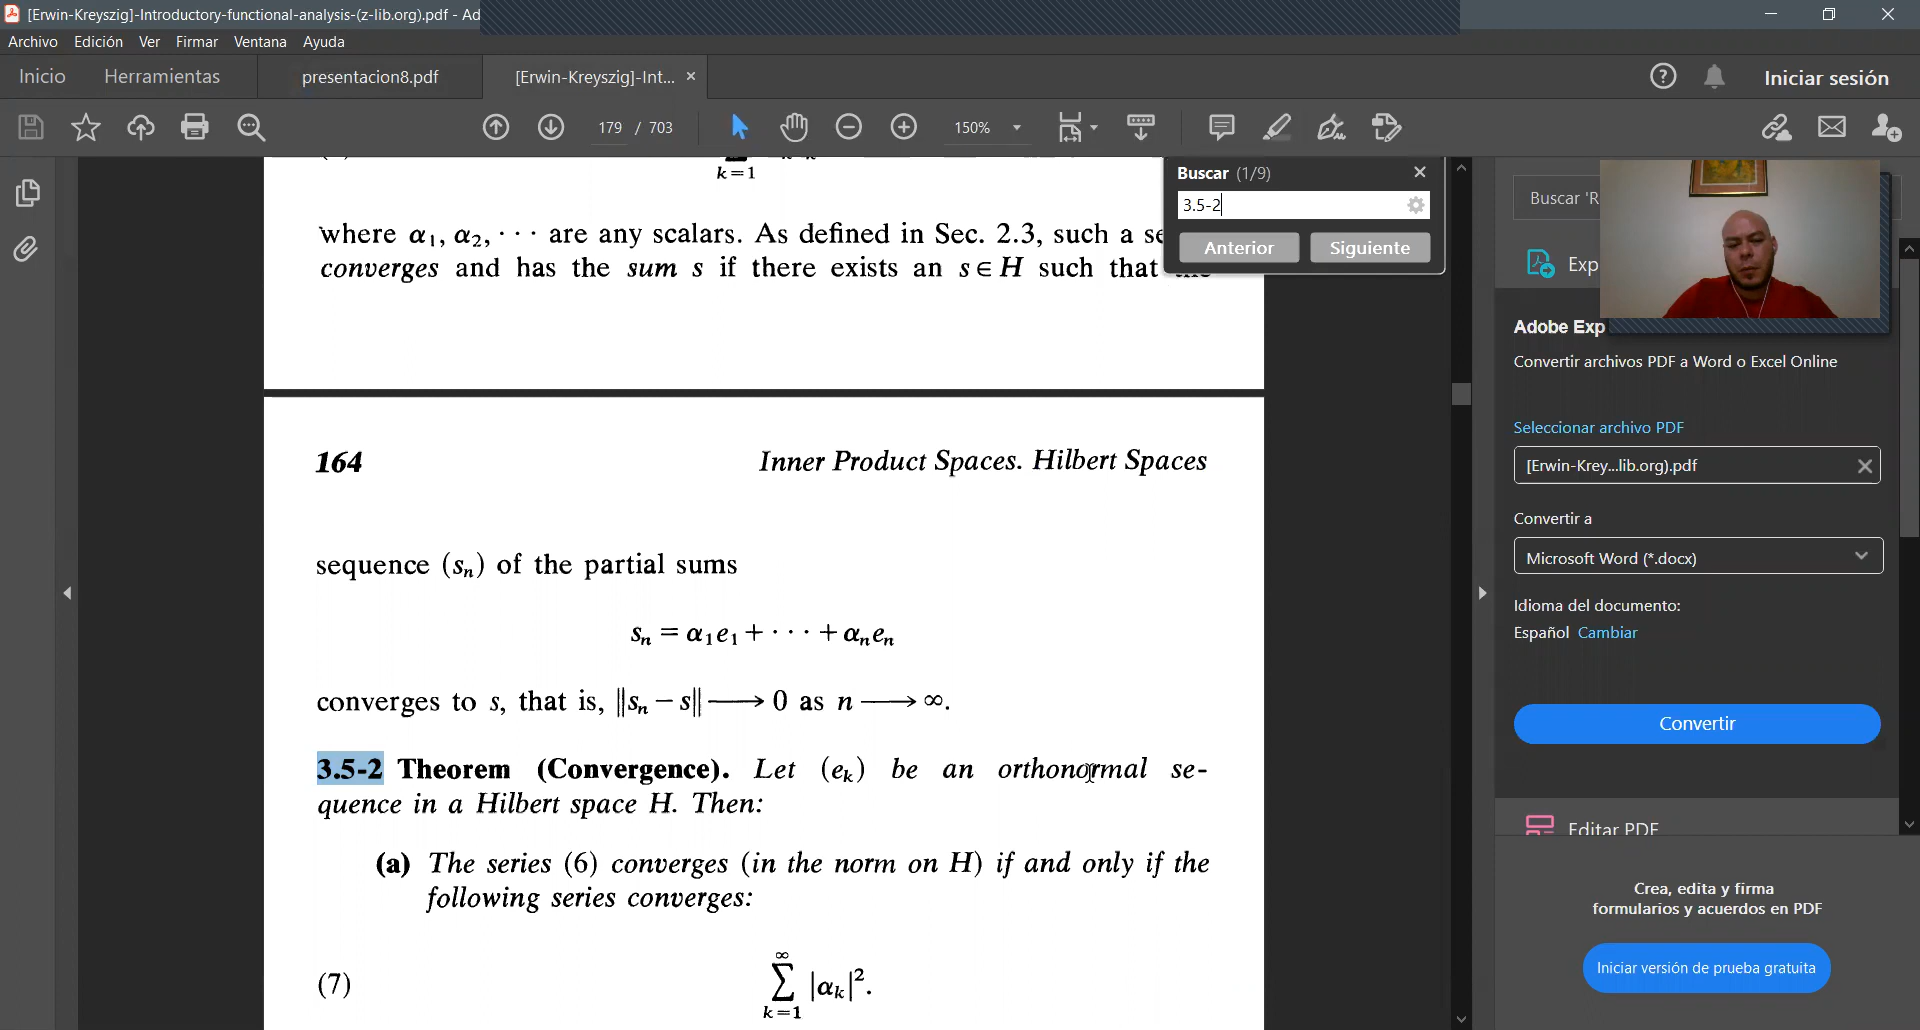 [Erwin-Kreyszig]-Introductory-functional-analysis-(z-lib.org).pdf - Ad
Archivo Edición Ver Firmar Ventana Ayuda
Inicio Herramientas presentacion8.pdf [Erwin-Kreyszig]-Int... × Iniciar sesión
179 / 703 150%
k=1
Buscar (1/9)
3.5-2
Anterior Siguiente
where α₁, α₂, · · · are any scalars. As defined in Sec. 2.3, such a se
converges and has the sum s if there exists an s∈H such that the
164 Inner Product Spaces. Hilbert Spaces
sequence (sₙ) of the partial sums
sₙ = α₁e₁ + · · · + αₙeₙ
converges to s, that is, ‖sₙ − s‖ ⟶ 0 as n ⟶ ∞.
3.5-2 Theorem (Convergence). Let (eₖ) be an orthonormal se-
quence in a Hilbert space H. Then:
(a) The series (6) converges (in the norm on H) if and only if the
following series converges:
(7) ∞ ∑ k=1 |αₖ|².
Buscar 'R
Exp
Adobe Exp
Convertir archivos PDF a Word o Excel Online
Seleccionar archivo PDF
[Erwin-Krey...lib.org).pdf
Convertir a
Microsoft Word (*.docx)
Idioma del documento:
Español Cambiar
Convertir
Editar PDF
Crea, edita y firma
formularios y acuerdos en PDF
Iniciar versión de prueba gratuita